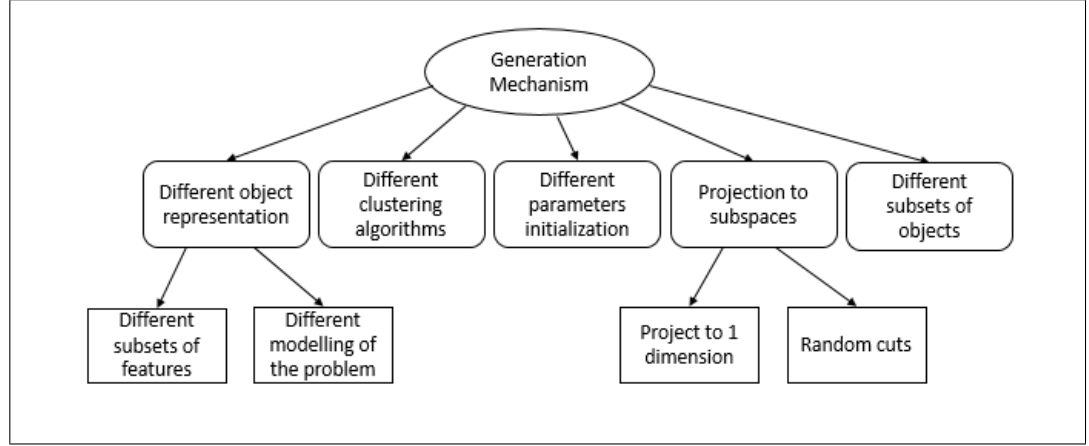 Generation
Mechanism
Different object
representation
Different
clustering
algorithms
Different
parameters
initialization
Projection to
subspaces
Different
subsets of
objects
Different
subsets of
features
Different
modelling of
the problem
Project to 1
dimension
Random cuts